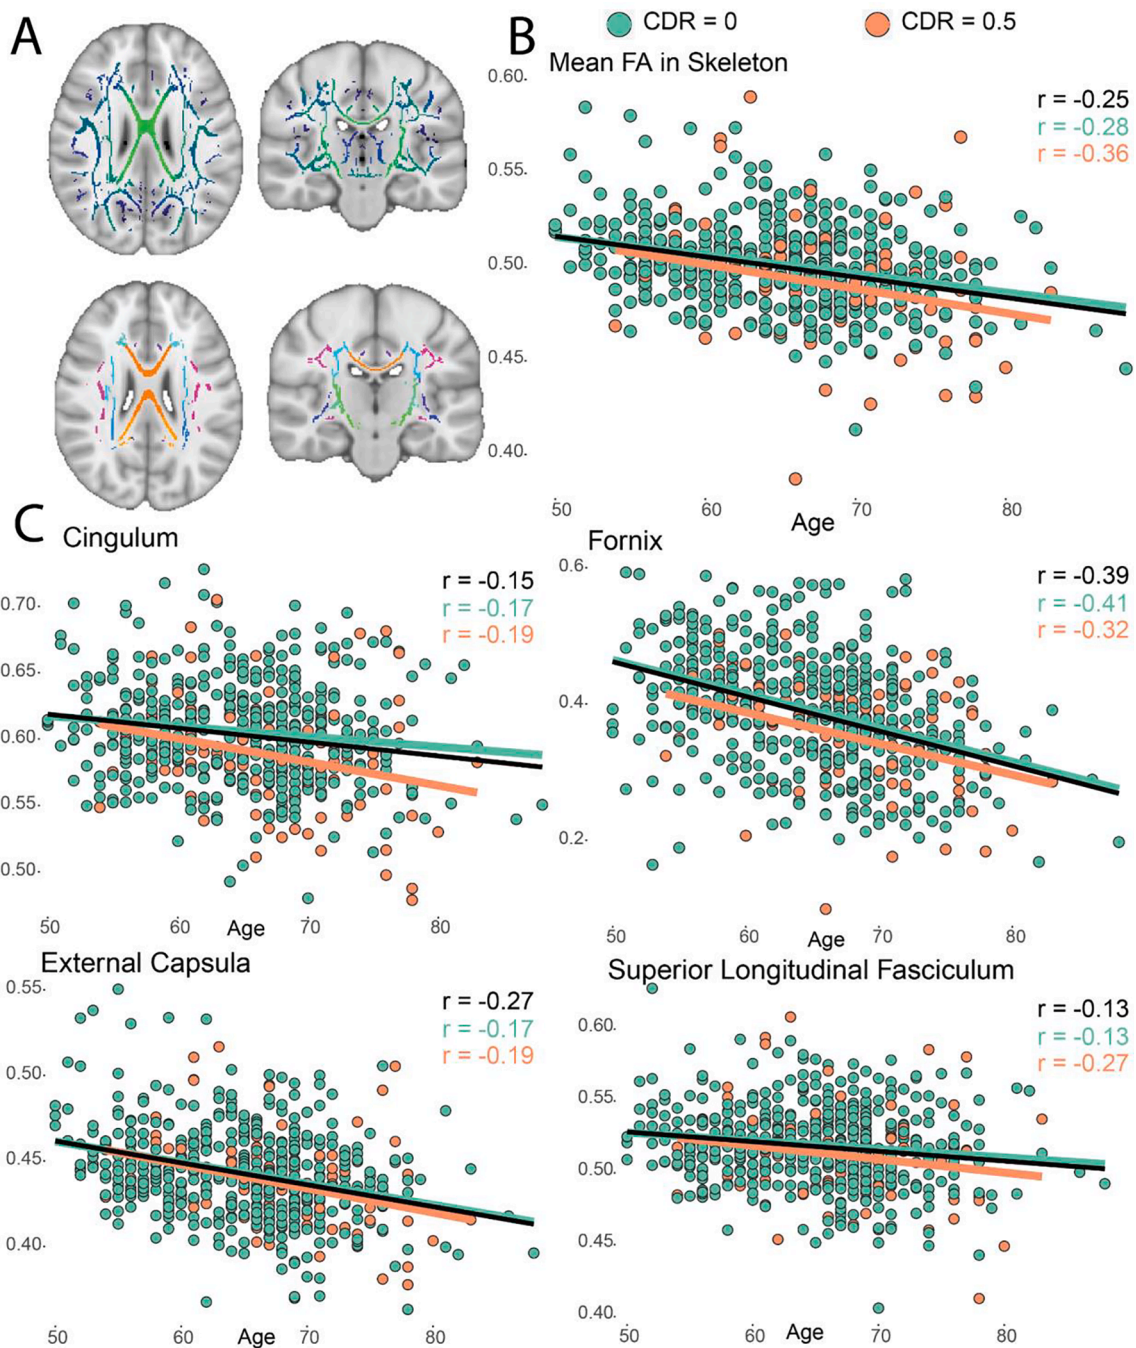 A
B
CDR = 0
CDR = 0.5
Mean FA in Skeleton
r = -0.25
r = -0.28
r = -0.36
0.60
0.55
0.50
0.45
0.40
50 60 70 80
Age
C
Cingulum
r = -0.15
r = -0.17
r = -0.19
0.70
0.65
0.60
0.55
0.50
50 60 70 80
Age
Fornix
r = -0.39
r = -0.41
r = -0.32
0.6
0.4
0.2
50 60 70 80
Age
External Capsula
r = -0.27
r = -0.17
r = -0.19
0.55
0.50
0.45
0.40
50 60 70 80
Age
Superior Longitudinal Fasciculum
r = -0.13
r = -0.13
r = -0.27
0.60
0.55
0.50
0.45
0.40
50 60 70 80
Age